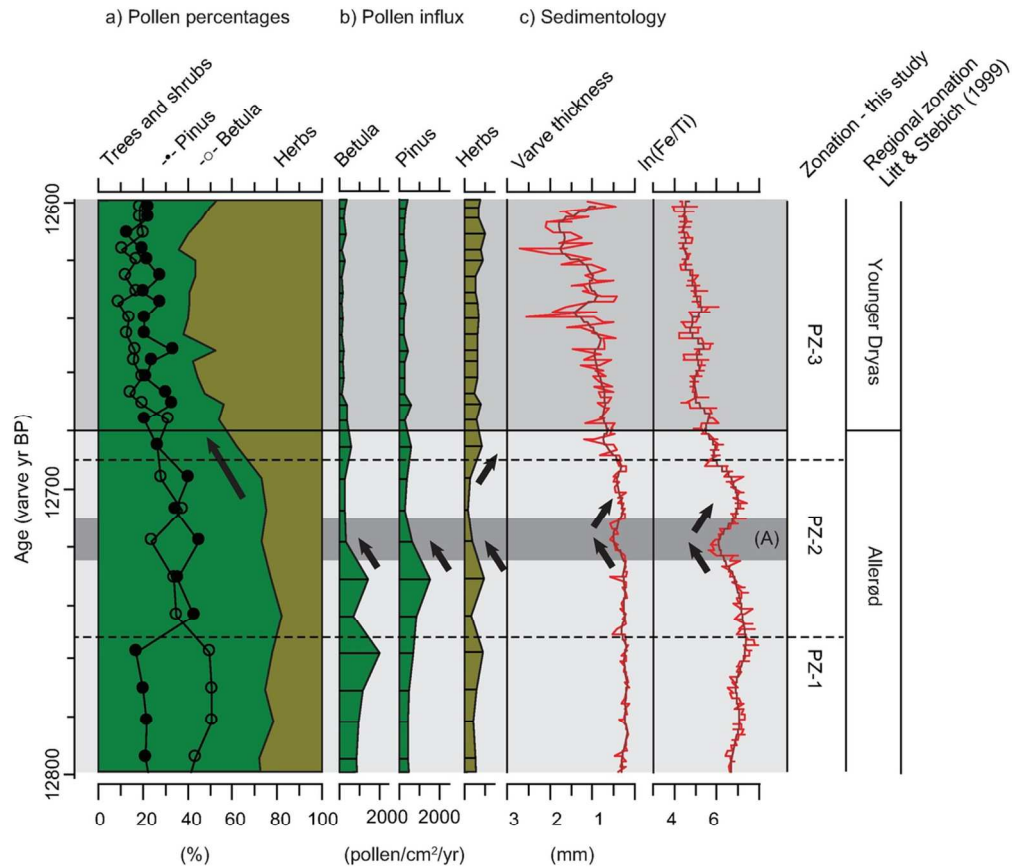 a) Pollen percentages
b) Pollen influx
c) Sedimentology
Trees and shrubs
-•- Pinus
-o- Betula
Herbs
Betula
Pinus
Herbs
Varve thickness
ln(Fe/Ti)
Zonation - this study
Regional zonation
Litt & Stebich (1999)
Age (varve yr BP)
12600
12700
12800
(A)
PZ-3
PZ-2
PZ-1
Younger Dryas
Allerød
0 20 40 60 80 100
2000 2000
3 2 1
4 6
(%)
(pollen/cm²/yr)
(mm)